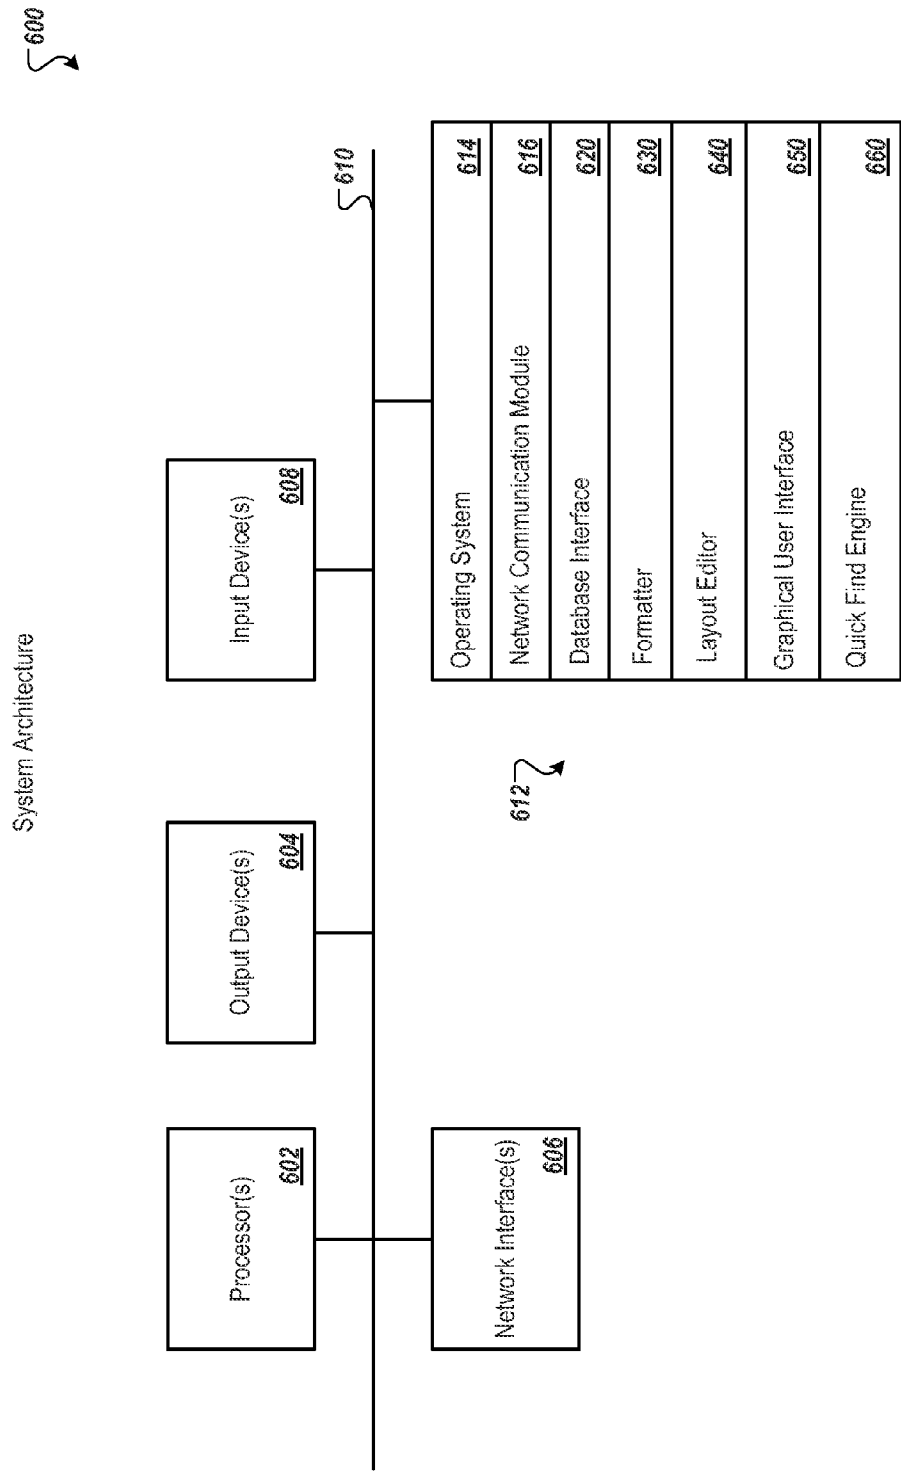 System Architecture
600
Processor(s)
602
Output Device(s)
604
Input Device(s)
608
610
Network Interface(s)
606
612
Operating System 614
Network Communication Module 616
Database Interface 620
Formatter 630
Layout Editor 640
Graphical User Interface 650
Quick Find Engine 660